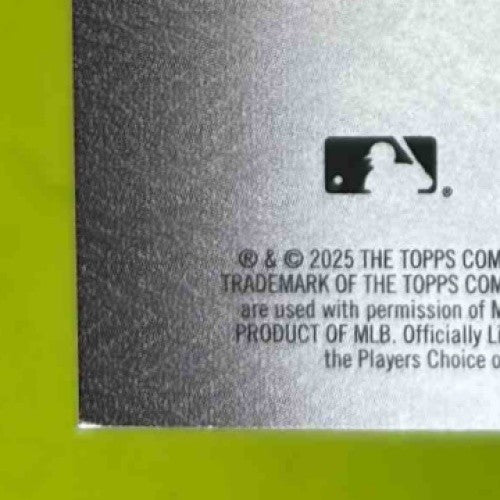 ®
® & © 2025 THE TOPPS COM
TRADEMARK OF THE TOPPS COM
are used with permission of M
PRODUCT OF MLB. Officially Li
the Players Choice o